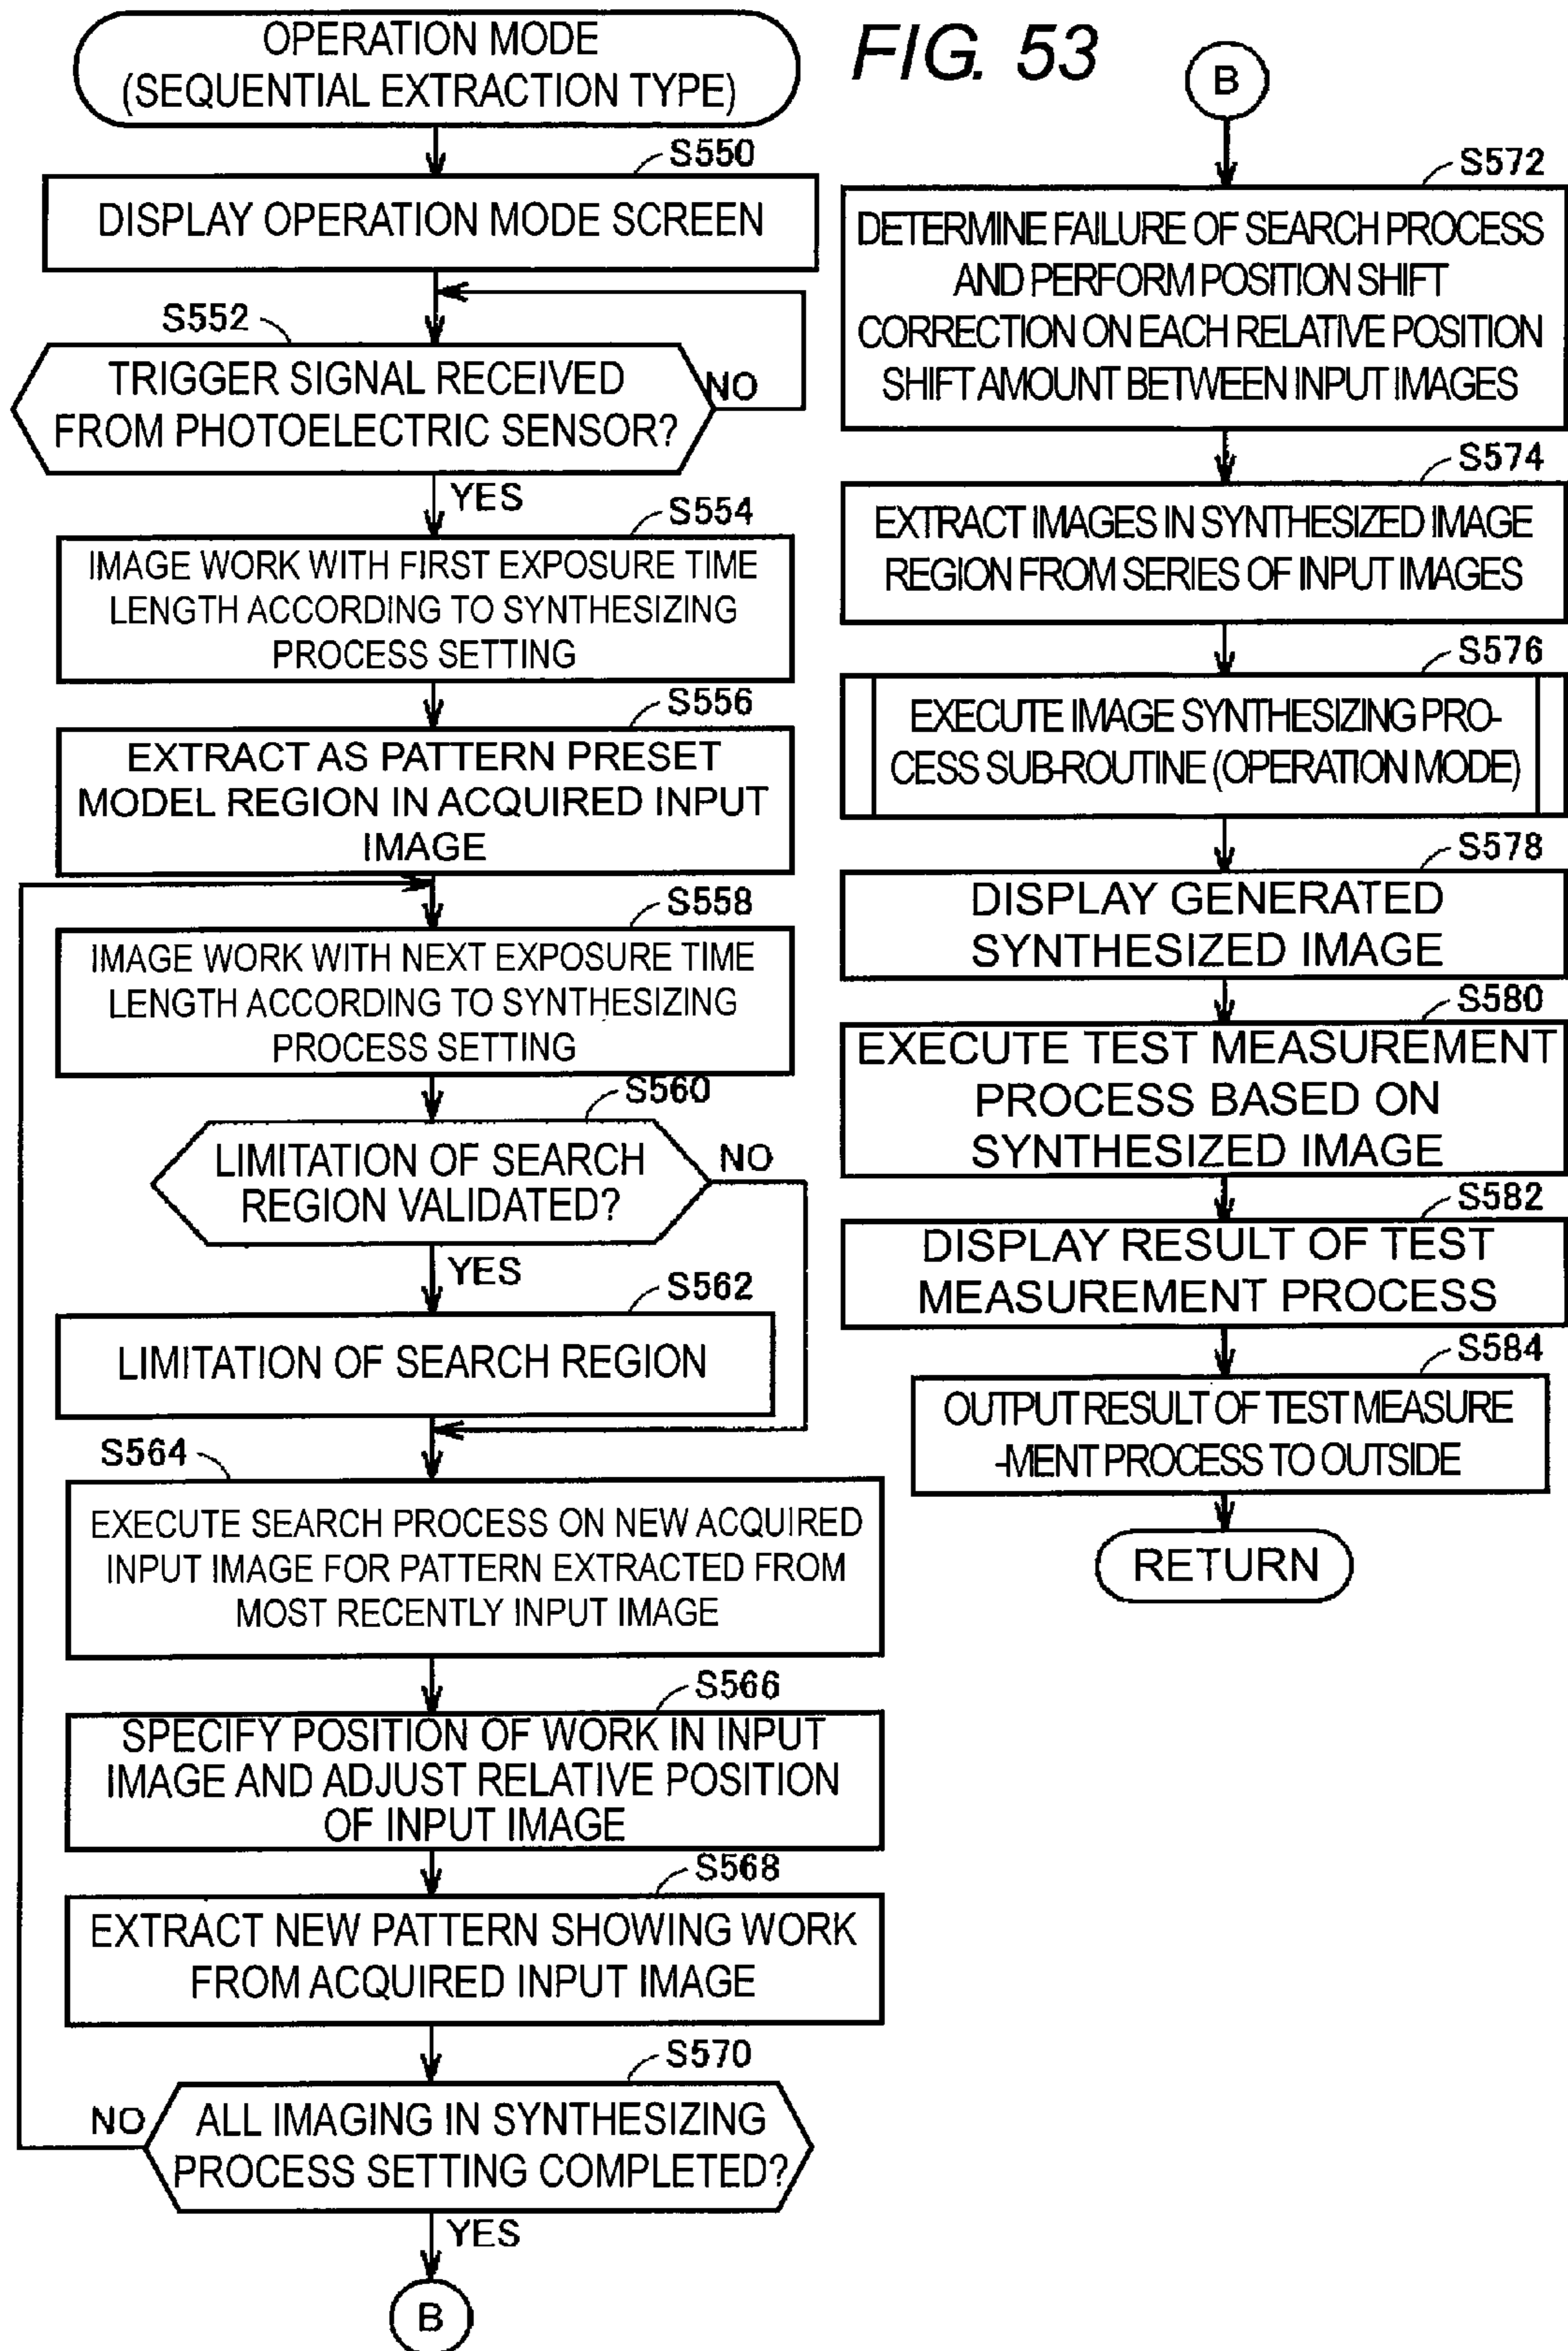 FIG. 53
OPERATION MODE
(SEQUENTIAL EXTRACTION TYPE)
S550
DISPLAY OPERATION MODE SCREEN
S552
TRIGGER SIGNAL RECEIVED
FROM PHOTOELECTRIC SENSOR?
NO
YES
S554
IMAGE WORK WITH FIRST EXPOSURE TIME
LENGTH ACCORDING TO SYNTHESIZING
PROCESS SETTING
S556
EXTRACT AS PATTERN PRESET
MODEL REGION IN ACQUIRED INPUT
IMAGE
S558
IMAGE WORK WITH NEXT EXPOSURE TIME
LENGTH ACCORDING TO SYNTHESIZING
PROCESS SETTING
S560
LIMITATION OF SEARCH
REGION VALIDATED?
NO
YES
S562
LIMITATION OF SEARCH REGION
S564
EXECUTE SEARCH PROCESS ON NEW ACQUIRED
INPUT IMAGE FOR PATTERN EXTRACTED FROM
MOST RECENTLY INPUT IMAGE
S566
SPECIFY POSITION OF WORK IN INPUT
IMAGE AND ADJUST RELATIVE POSITION
OF INPUT IMAGE
S568
EXTRACT NEW PATTERN SHOWING WORK
FROM ACQUIRED INPUT IMAGE
S570
NO
ALL IMAGING IN SYNTHESIZING
PROCESS SETTING COMPLETED?
YES
B
B
S572
DETERMINE FAILURE OF SEARCH PROCESS
AND PERFORM POSITION SHIFT
CORRECTION ON EACH RELATIVE POSITION
SHIFT AMOUNT BETWEEN INPUT IMAGES
S574
EXTRACT IMAGES IN SYNTHESIZED IMAGE
REGION FROM SERIES OF INPUT IMAGES
S576
EXECUTE IMAGE SYNTHESIZING PRO-
CESS SUB-ROUTINE (OPERATION MODE)
S578
DISPLAY GENERATED
SYNTHESIZED IMAGE
S580
EXECUTE TEST MEASUREMENT
PROCESS BASED ON
SYNTHESIZED IMAGE
S582
DISPLAY RESULT OF TEST
MEASUREMENT PROCESS
S584
OUTPUT RESULT OF TEST MEASURE
-MENT PROCESS TO OUTSIDE
RETURN